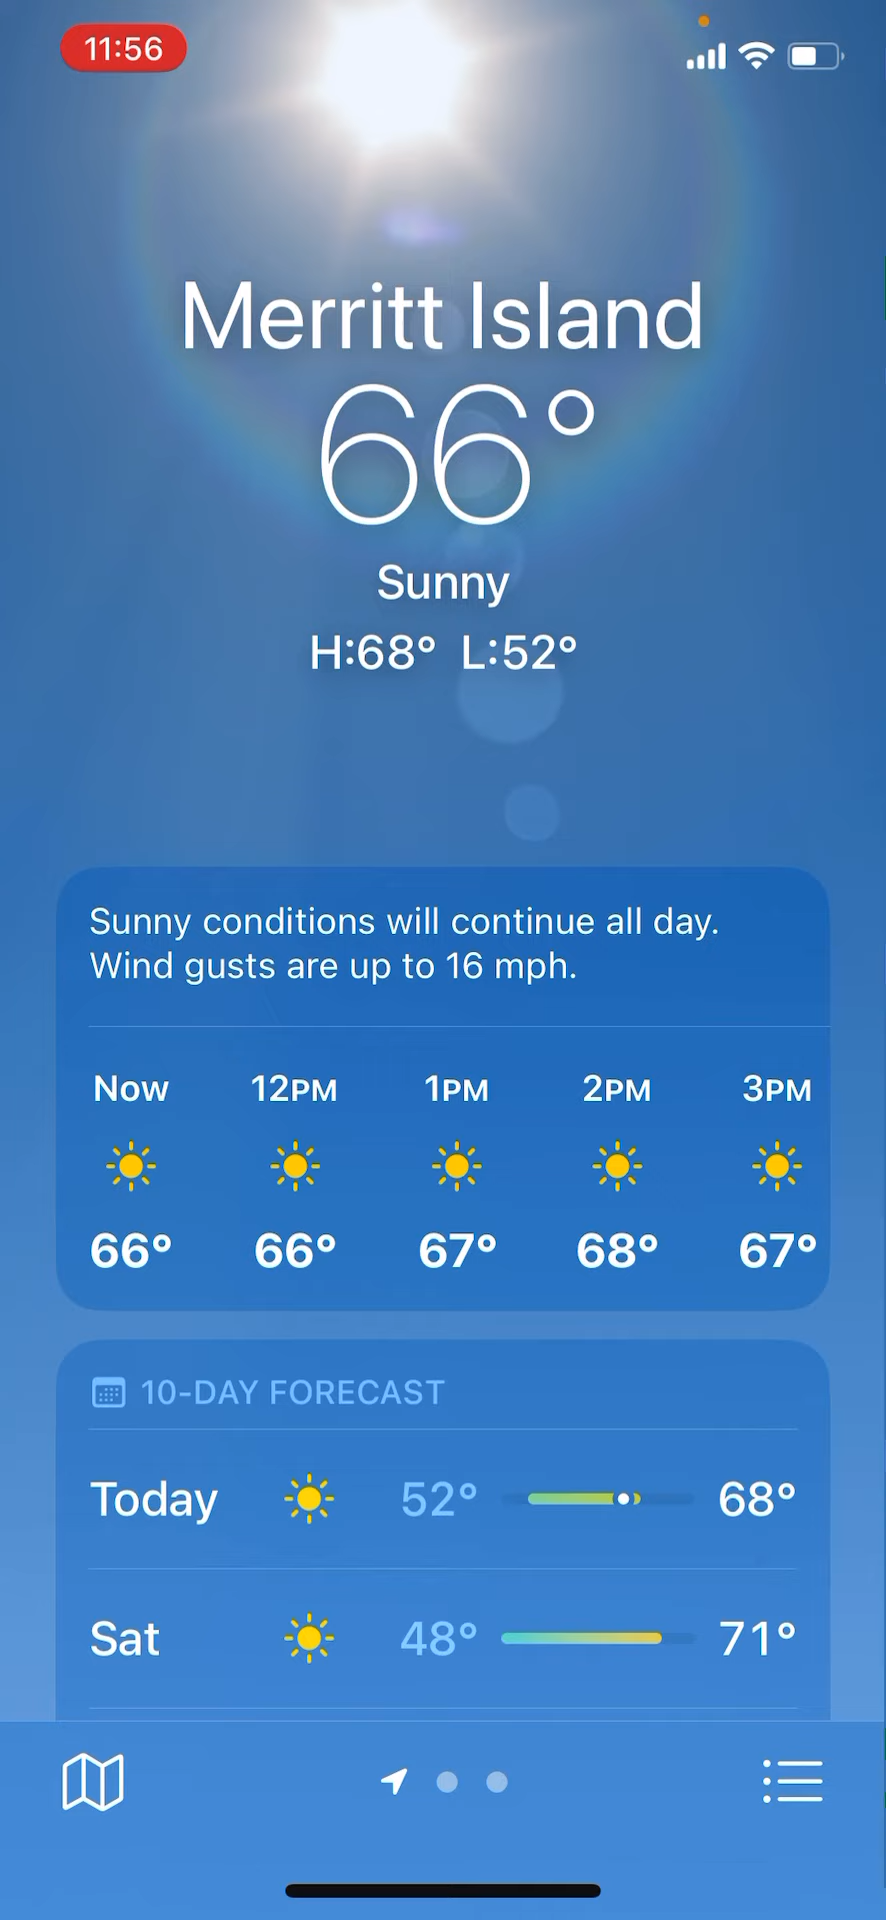 11:56
Merritt Island
66°
Sunny
H:68° L:52°
Sunny conditions will continue all day.
Wind gusts are up to 16 mph.
Now 12PM 1PM 2PM 3PM
66° 66° 67° 68° 67°
10-DAY FORECAST
Today 52° 68°
Sat 48° 71°